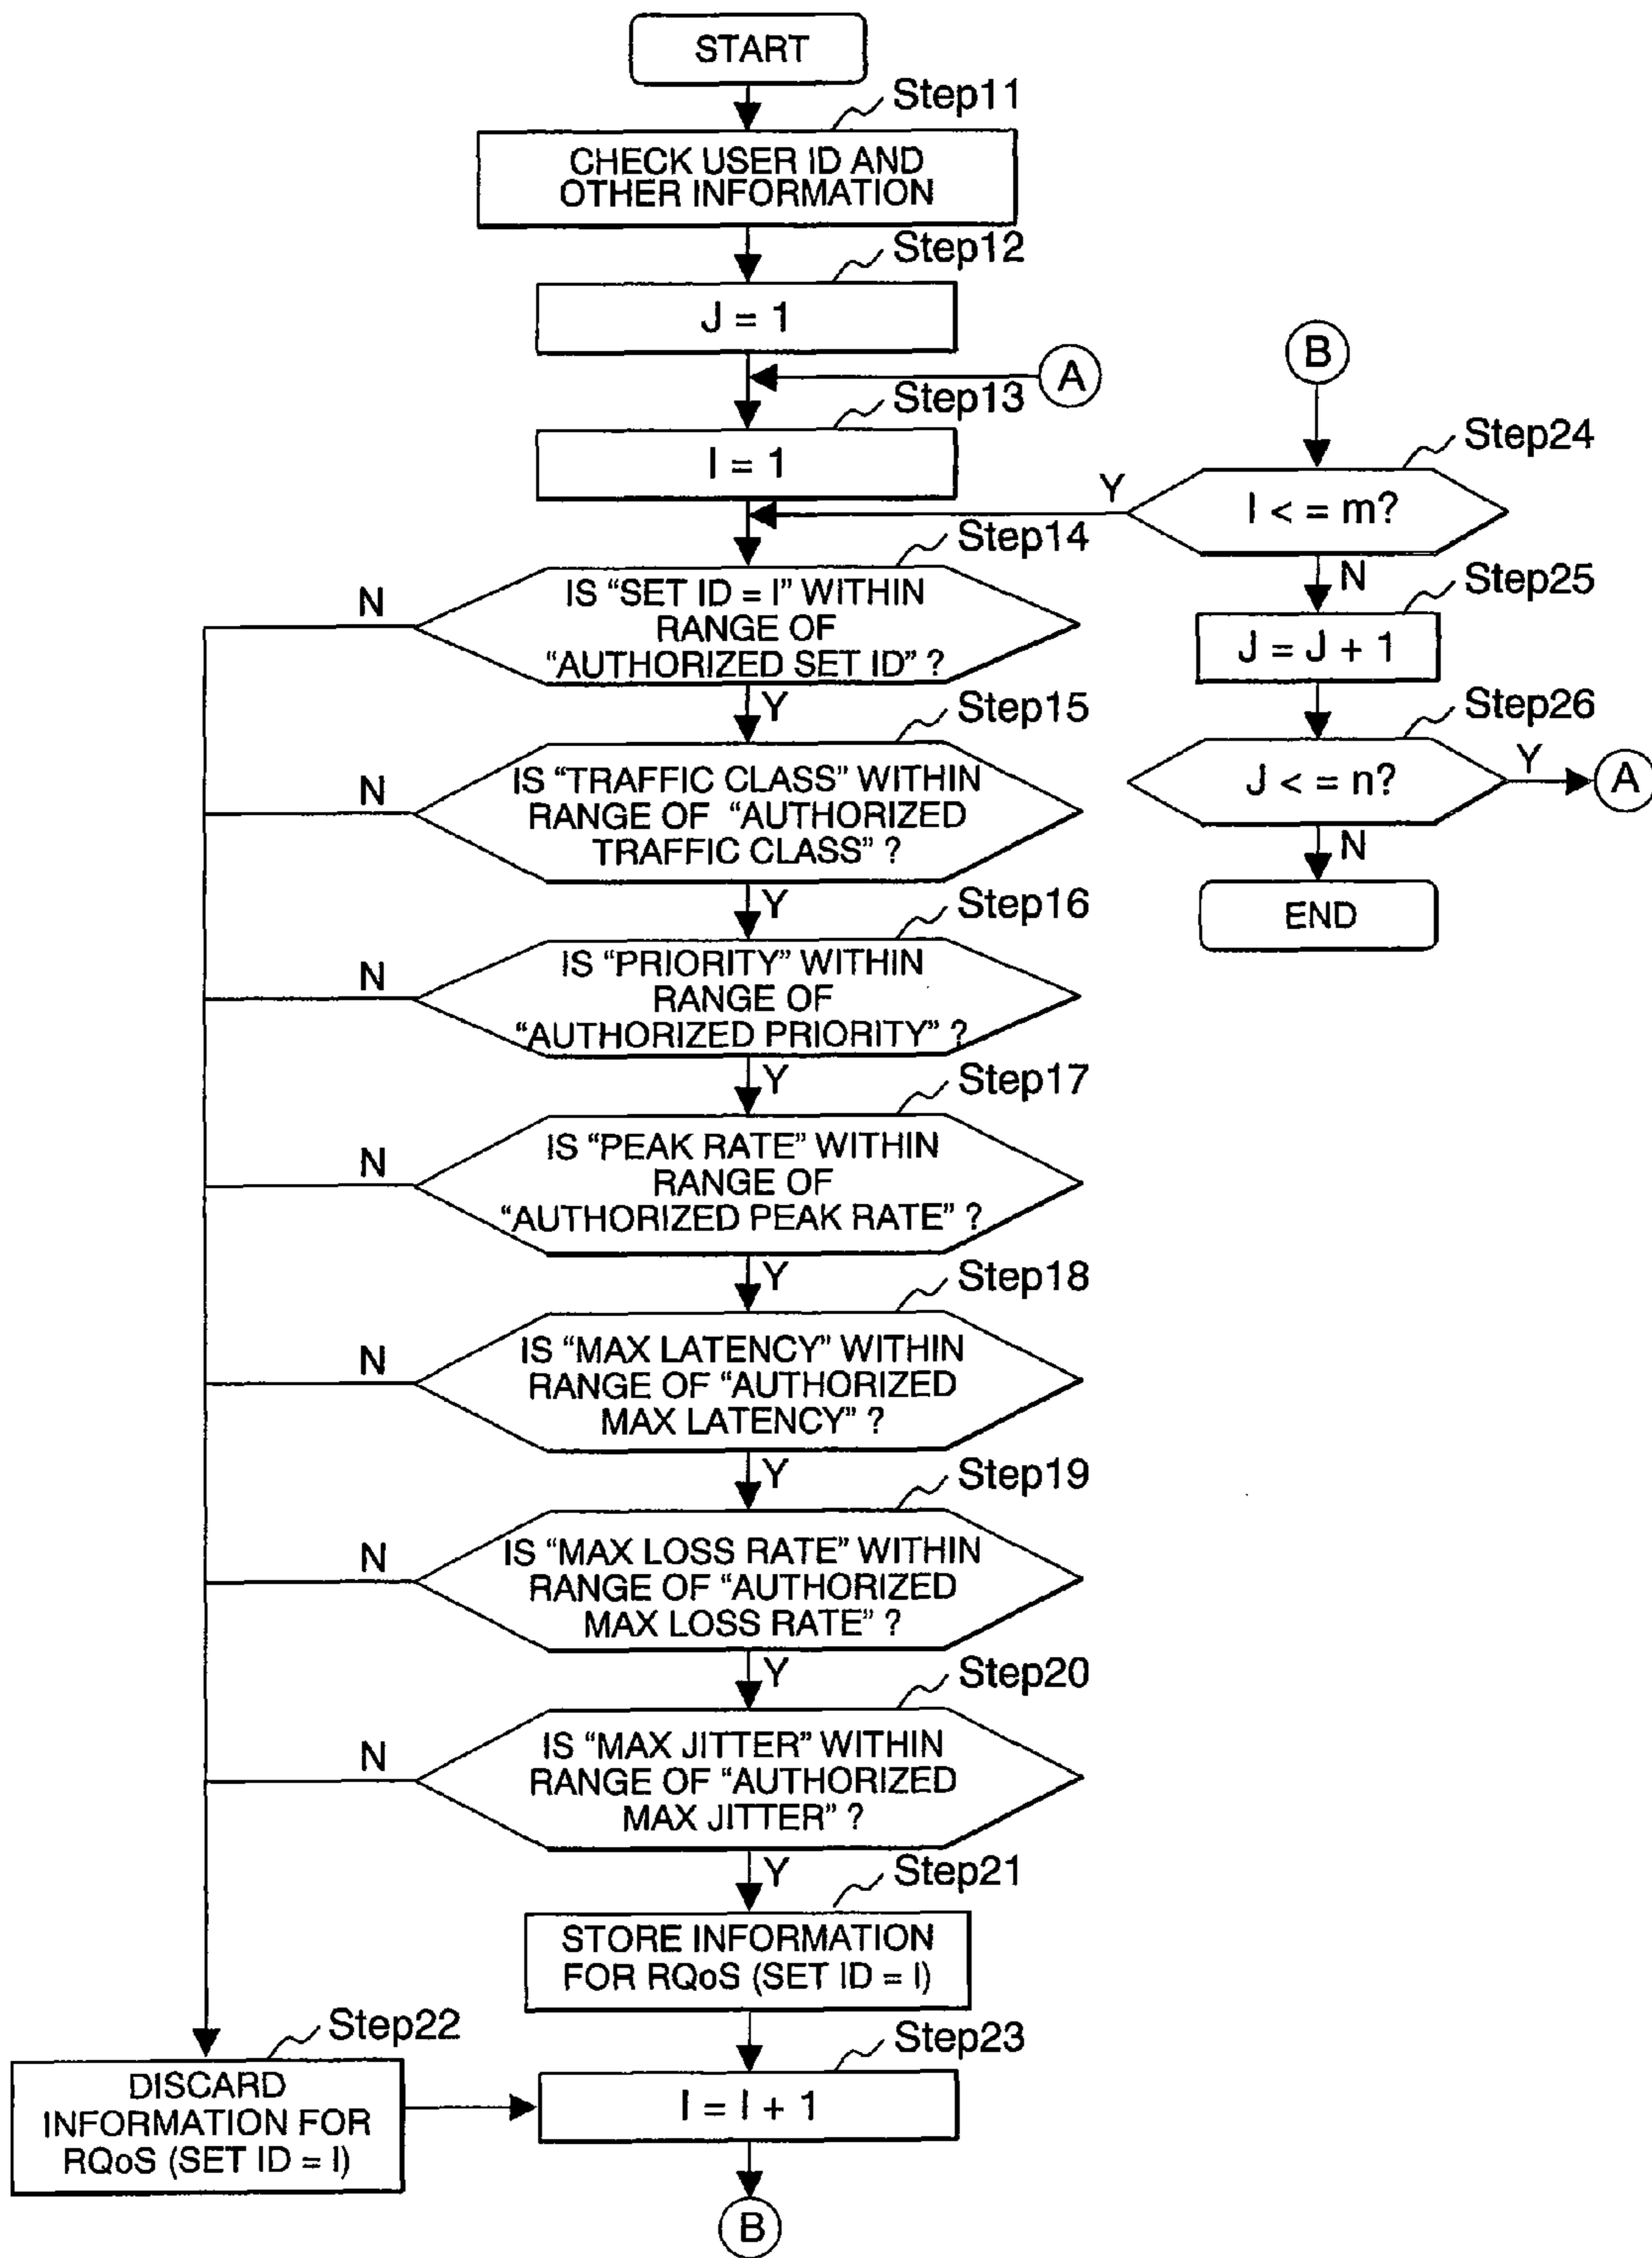 START
Step11
CHECK USER ID AND
OTHER INFORMATION
Step12
J = 1
A
Step13
I = 1
Step14
IS “SET ID = I” WITHIN
RANGE OF
“AUTHORIZED SET ID” ?
N
Y
Step15
IS “TRAFFIC CLASS” WITHIN
RANGE OF “AUTHORIZED
TRAFFIC CLASS” ?
N
Y
Step16
IS “PRIORITY” WITHIN
RANGE OF
“AUTHORIZED PRIORITY” ?
N
Y
Step17
IS “PEAK RATE” WITHIN
RANGE OF
“AUTHORIZED PEAK RATE” ?
N
Y
Step18
IS “MAX LATENCY” WITHIN
RANGE OF “AUTHORIZED
MAX LATENCY” ?
N
Y
Step19
IS “MAX LOSS RATE” WITHIN
RANGE OF “AUTHORIZED
MAX LOSS RATE” ?
N
Y
Step20
IS “MAX JITTER” WITHIN
RANGE OF “AUTHORIZED
MAX JITTER” ?
N
Y
Step21
STORE INFORMATION
FOR RQoS (SET ID = I)
Step22
DISCARD
INFORMATION FOR
RQoS (SET ID = I)
Step23
I = I + 1
B
B
Step24
I < = m?
Y
N
Step25
J = J + 1
Step26
J < = n?
Y
A
N
END